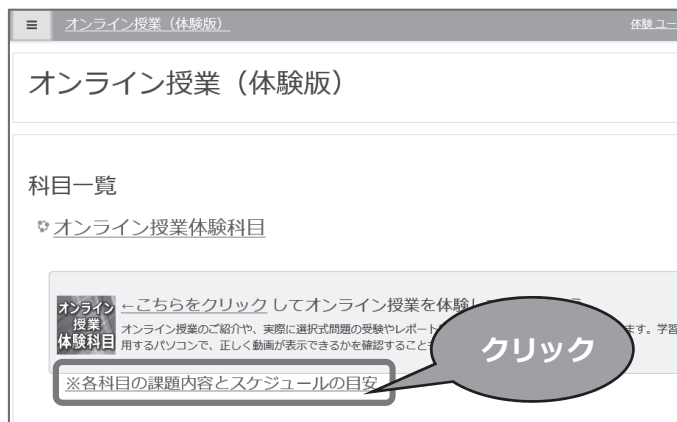 ≡ オンライン授業（体験版） 体験 ユー
オンライン授業（体験版）
科目一覧
オンライン授業体験科目
オンライン
授業
体験科目
←こちらをクリック してオンライン授業を体験し
オンライン授業のご紹介や、実際に選択式問題の受験やレポート ます。学習
用するパソコンで、正しく動画が表示できるかを確認すること
クリック
※各科目の課題内容とスケジュールの目安